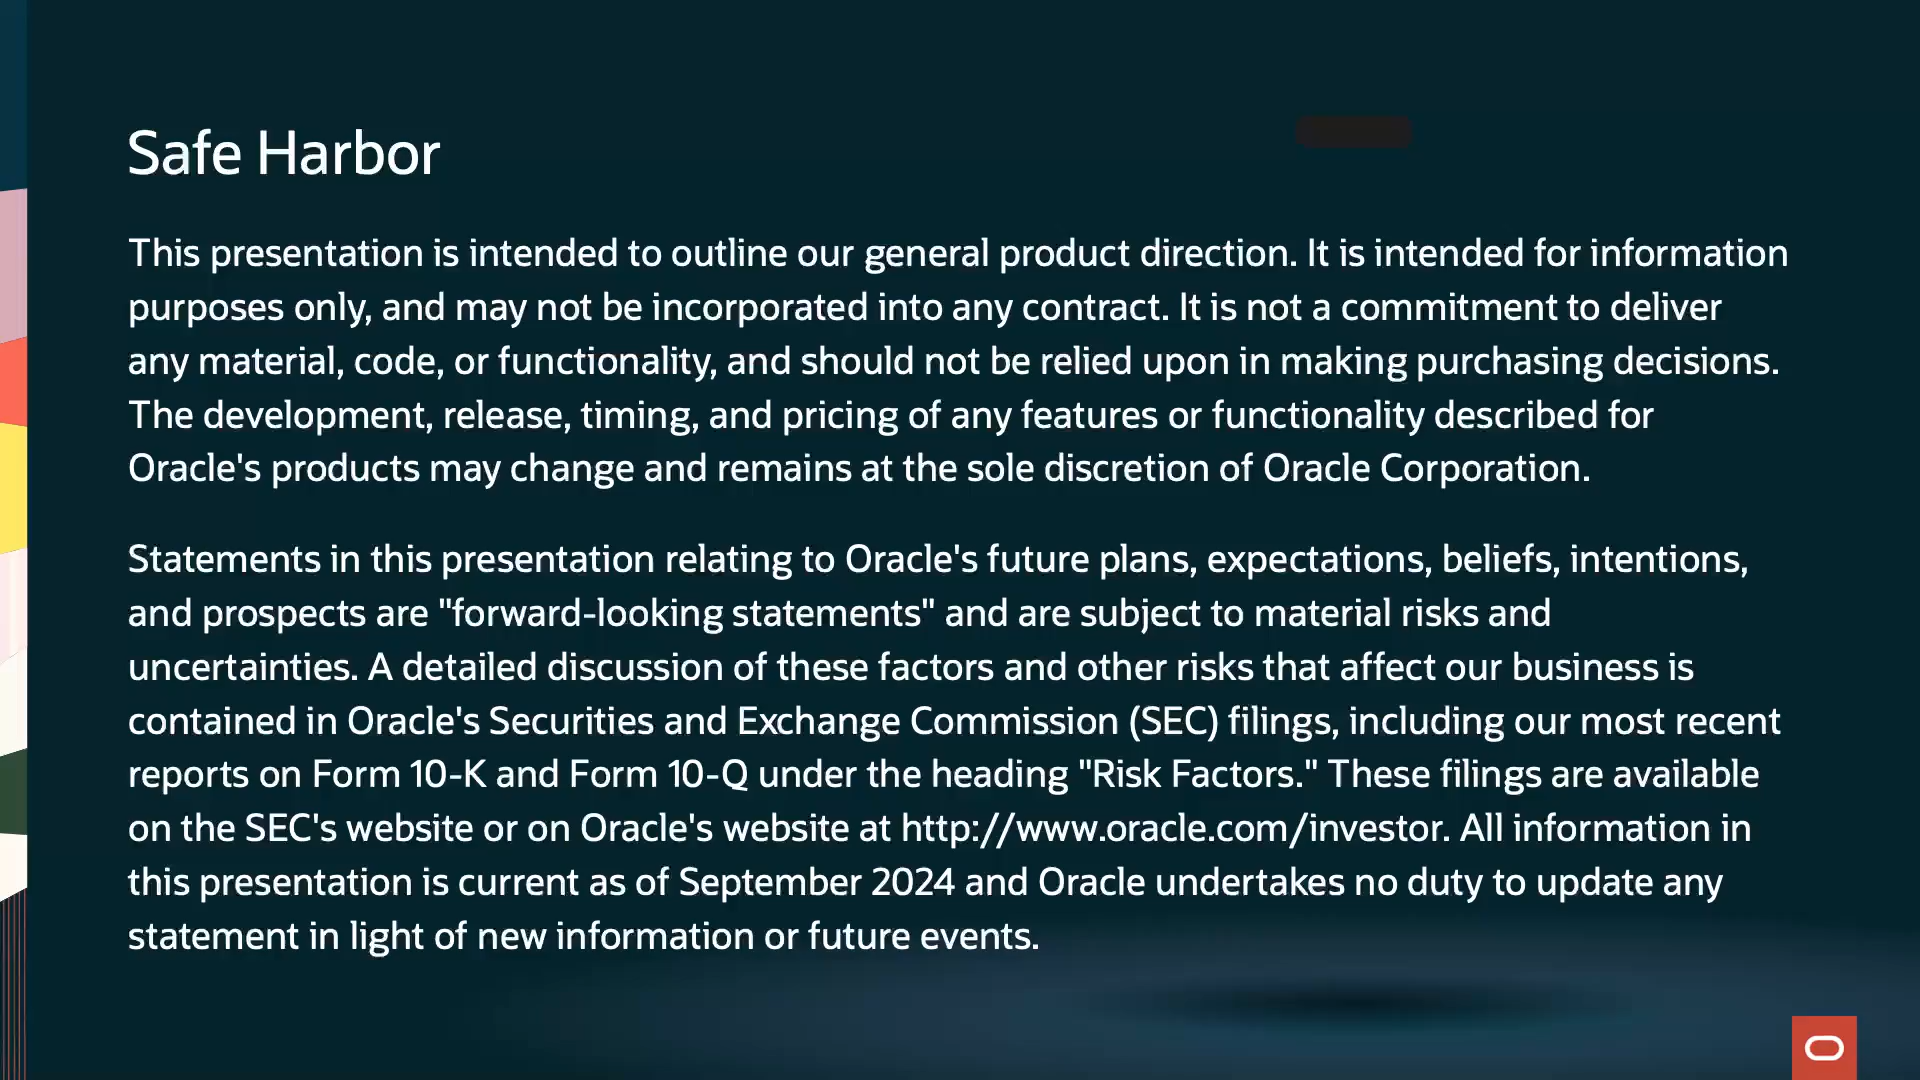 Safe Harbor
This presentation is intended to outline our general product direction. It is intended for information
purposes only, and may not be incorporated into any contract. It is not a commitment to deliver
any material, code, or functionality, and should not be relied upon in making purchasing decisions.
The development, release, timing, and pricing of any features or functionality described for
Oracle's products may change and remains at the sole discretion of Oracle Corporation.
Statements in this presentation relating to Oracle's future plans, expectations, beliefs, intentions,
and prospects are "forward-looking statements" and are subject to material risks and
uncertainties. A detailed discussion of these factors and other risks that affect our business is
contained in Oracle's Securities and Exchange Commission (SEC) filings, including our most recent
reports on Form 10-K and Form 10-Q under the heading "Risk Factors." These filings are available
on the SEC's website or on Oracle's website at http://www.oracle.com/investor. All information in
this presentation is current as of September 2024 and Oracle undertakes no duty to update any
statement in light of new information or future events.